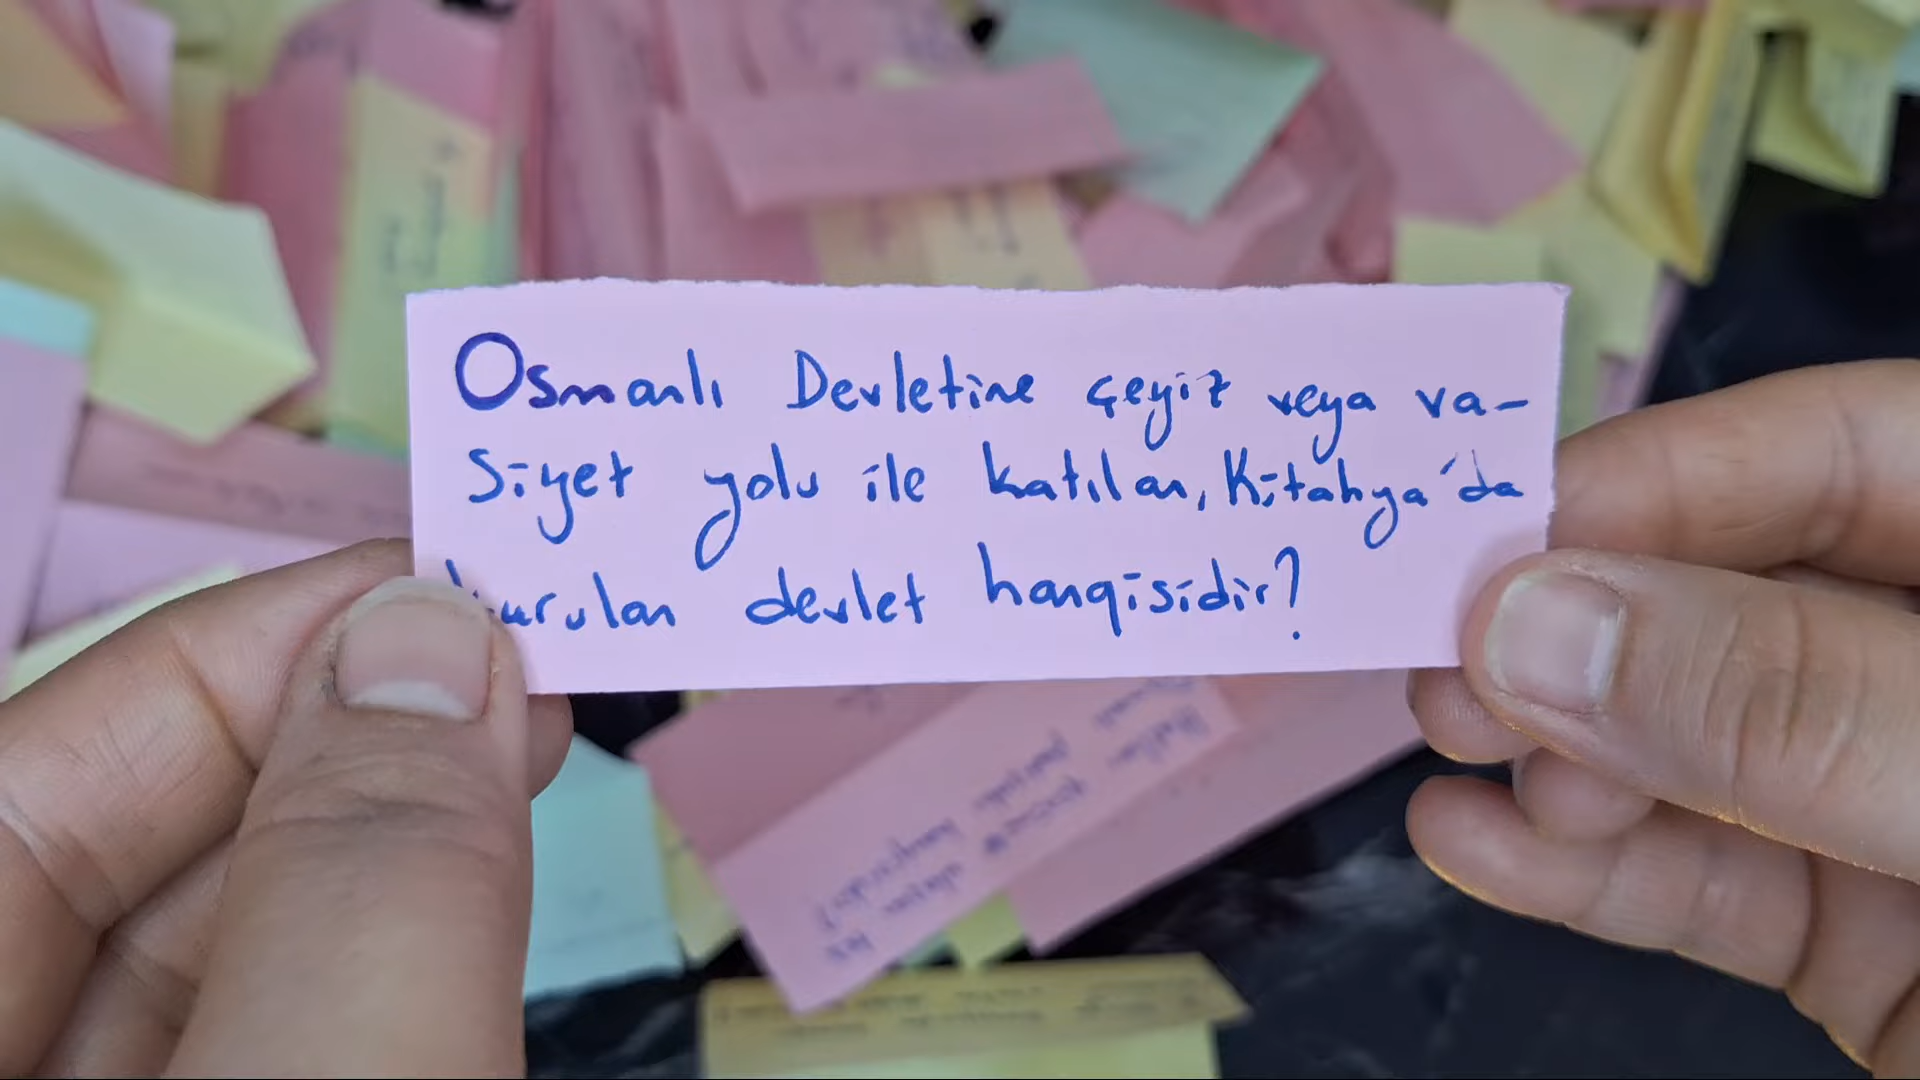 Osmanlı Devletine çeyiz veya va-
siyet yolu ile katılan, Kütahya'da
kurulan devlet hangisidir?